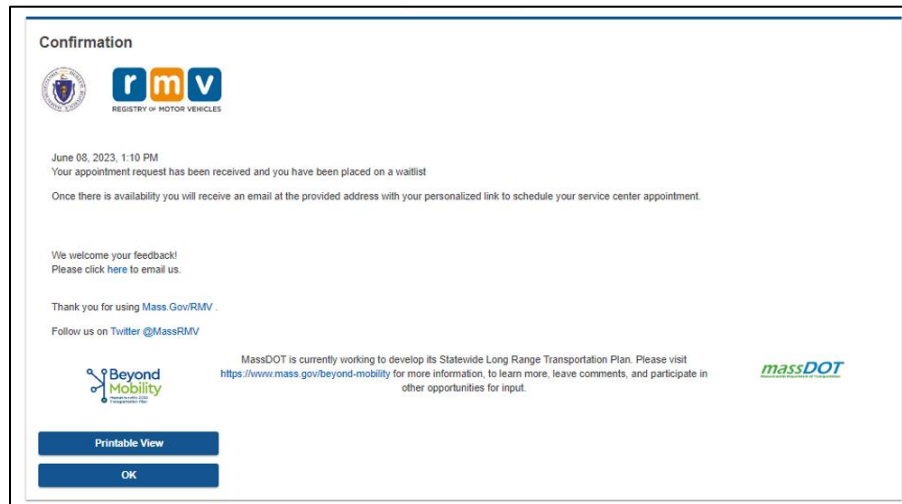 Confirmation
rmv
REGISTRY OF MOTOR VEHICLES
June 08, 2023, 1:10 PM
Your appointment request has been received and you have been placed on a waitlist
Once there is availability you will receive an email at the provided address with your personalized link to schedule your service center appointment.
We welcome your feedback!
Please click here to email us.
Thank you for using Mass.Gov/RMV .
Follow us on Twitter @MassRMV
Beyond
Mobility
MassDOT is currently working to develop its Statewide Long Range Transportation Plan. Please visit
https://www.mass.gov/beyond-mobility for more information, to learn more, leave comments, and participate in
other opportunities for input.
massDOT
Printable View
OK